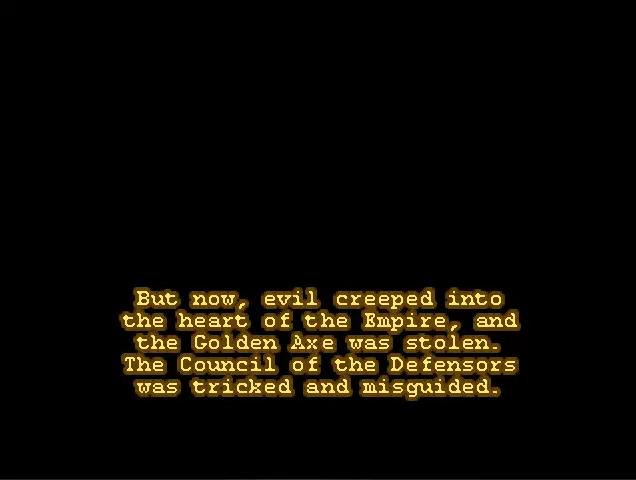 But now, evil creeped into
the heart of the Empire, and
the Golden Axe was stolen.
The Council of the Defensors
was tricked and misguided.